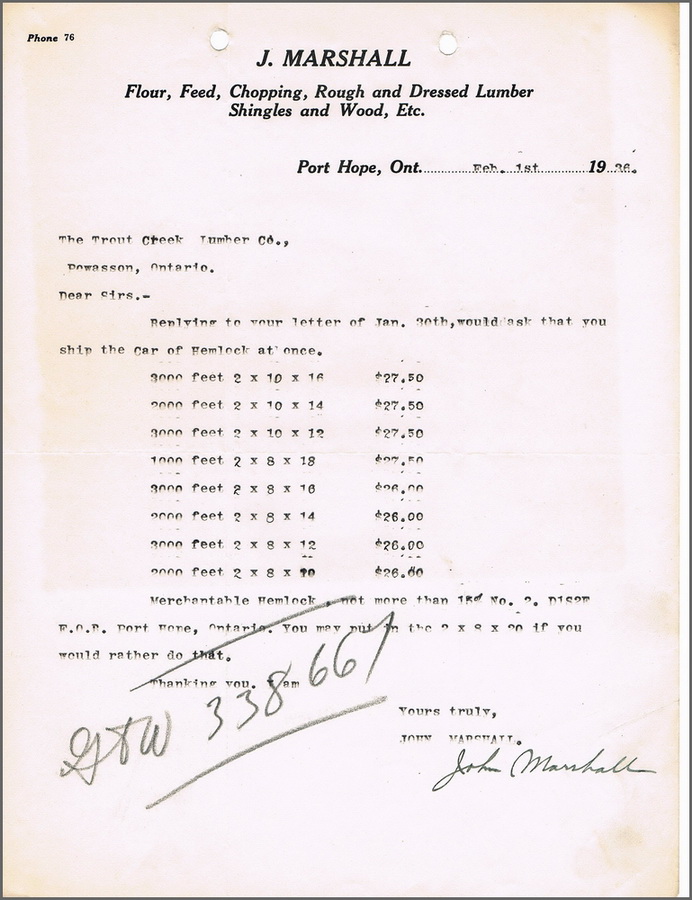 Phone 76
J. MARSHALL
Flour, Feed, Chopping, Rough and Dressed Lumber
Shingles and Wood, Etc.
Port Hope, Ont. Feb. 1st 19 36.
The Trout Creek Lumber Co.,
Powasson, Ontario.
Dear Sirs.-
Replying to your letter of Jan. 30th,would ask that you
ship the Car of Hemlock at once.
3000 feet 2 x 10 x 16 $27.50
2000 feet 2 x 10 x 14 $27.50
3000 feet 2 x 10 x 12 $27.50
1000 feet 2 x 8 x 18 $27.50
3000 feet 2 x 8 x 16 $26.00
2000 feet 2 x 8 x 14 $26.00
3000 feet 2 x 8 x 12 $26.00
2000 feet 2 x 8 x $26.00
Merchantable Hemlock, not more than No. 2. D1S2E
F.O.B. Port Hope, Ontario. You may put in the 2 x 8 x 20 if you
would rather do that.
Thanking you. I am
GTW 338667
Yours truly,
JOHN MARSHALL.
John Marshall